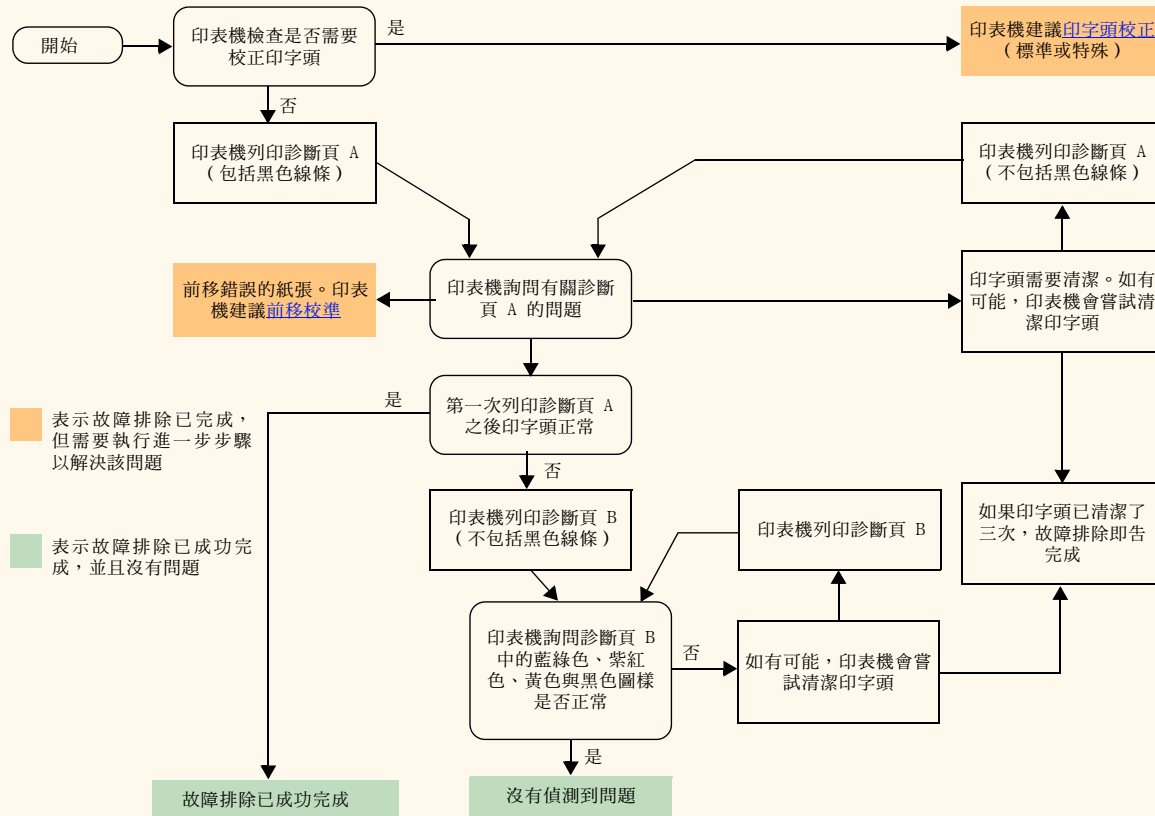 開始
印表機檢查是否需要
校正印字頭
是
印表機建議印字頭校正
(標準或特殊)
否
印表機列印診斷頁 A
(包括黑色線條)
印表機列印診斷頁 A
(不包括黑色線條)
前移錯誤的紙張。印表
機建議前移校準
印表機詢問有關診斷
頁 A 的問題
印字頭需要清潔。如有
可能,印表機會嘗試清
潔印字頭
是
第一次列印診斷頁 A
之後印字頭正常
表示故障排除已完成,
但需要執行進一步步驟
以解決該問題
否
印表機列印診斷頁 B
(不包括黑色線條)
印表機列印診斷頁 B
如果印字頭已清潔了
三次,故障排除即告
完成
表示故障排除已成功完
成,並且沒有問題
印表機詢問診斷頁 B
中的藍綠色、紫紅
色、黃色與黑色圖樣
是否正常
否
如有可能,印表機會嘗
試清潔印字頭
是
故障排除已成功完成
沒有偵測到問題